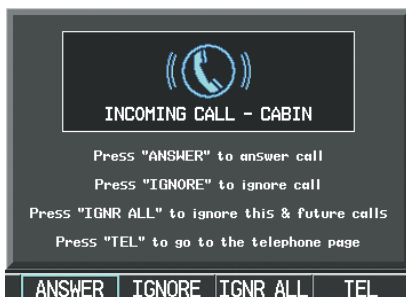 INCOMING CALL - CABIN
Press "ANSWER" to answer call
Press "IGNORE" to ignore call
Press "IGNR ALL" to ignore this & future calls
Press "TEL" to go to the telephone page
ANSWER IGNORE IGNR ALL TEL